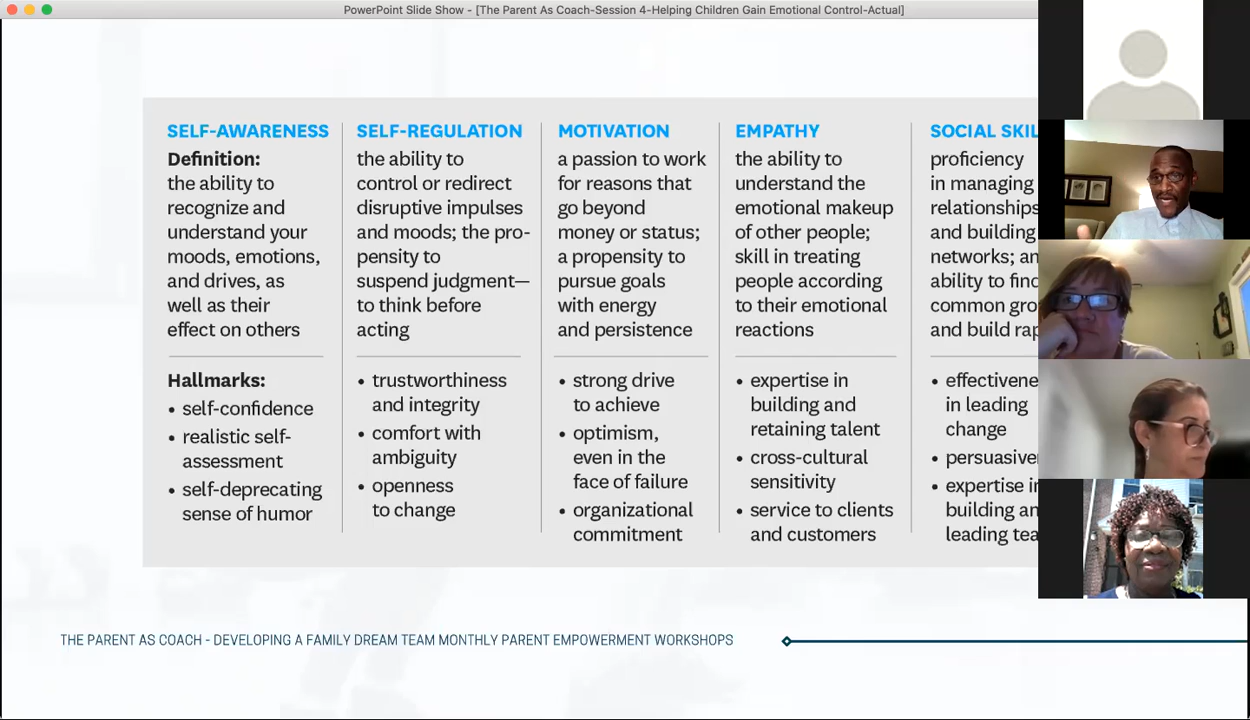 PowerPoint Slide Show - [The Parent As Coach-Session 4-Helping Children Gain Emotional Control-Actual]
SELF-AWARENESS
Definition:
the ability to
recognize and
understand your
moods, emotions,
and drives, as
well as their
effect on others
Hallmarks:
• self-confidence
• realistic self-
assessment
• self-deprecating
sense of humor
SELF-REGULATION
the ability to
control or redirect
disruptive impulses
and moods; the pro-
pensity to
suspend judgment—
to think before
acting
• trustworthiness
and integrity
• comfort with
ambiguity
• openness
to change
MOTIVATION
a passion to work
for reasons that
go beyond
money or status;
a propensity to
pursue goals
with energy
and persistence
• strong drive
to achieve
• optimism,
even in the
face of failure
• organizational
commitment
EMPATHY
the ability to
understand the
emotional makeup
of other people;
skill in treating
people according
to their emotional
reactions
• expertise in
building and
retaining talent
• cross-cultural
sensitivity
• service to clients
and customers
SOCIAL
proficiency
in managing
relationships
and building
networks;
ability to
common
and build
•
in leading
change
•
• expertise
building
leading
THE PARENT AS COACH - DEVELOPING A FAMILY DREAM TEAM MONTHLY PARENT EMPOWERMENT WORKSHOPS